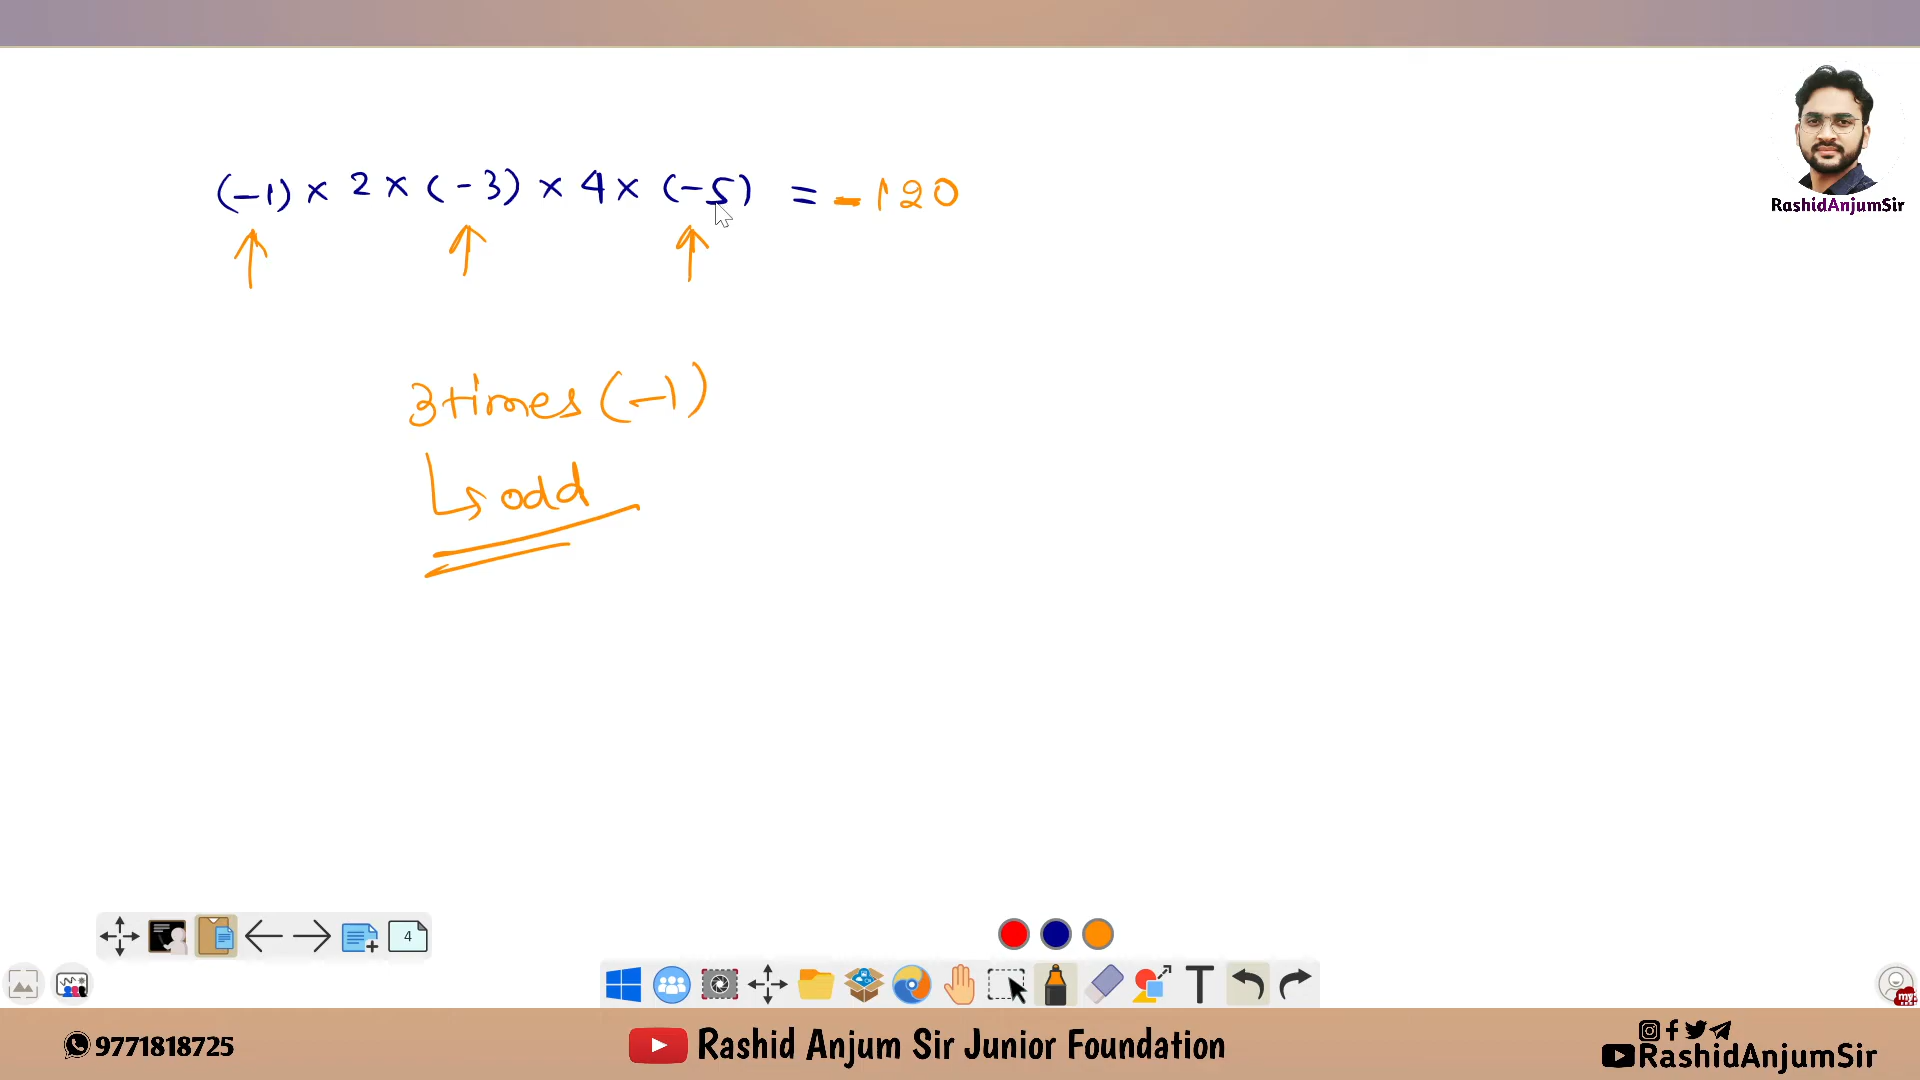 RashidAnjumSir
(-1) × 2 × (-3) × 4 × (-5) = -120
3 times (-1)
↳ odd
4
9771818725
Rashid Anjum Sir Junior Foundation
RashidAnjumSir